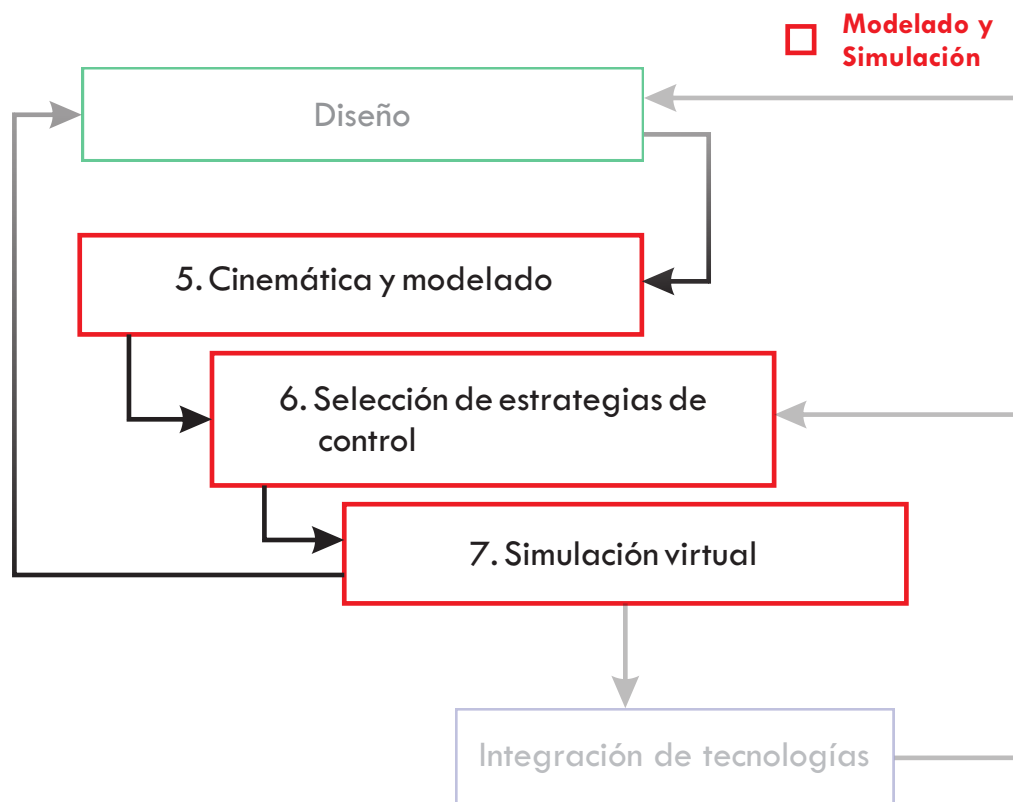 Modelado y
Simulación
Diseño
5. Cinemática y modelado
6. Selección de estrategias de
control
7. Simulación virtual
Integración de tecnologías